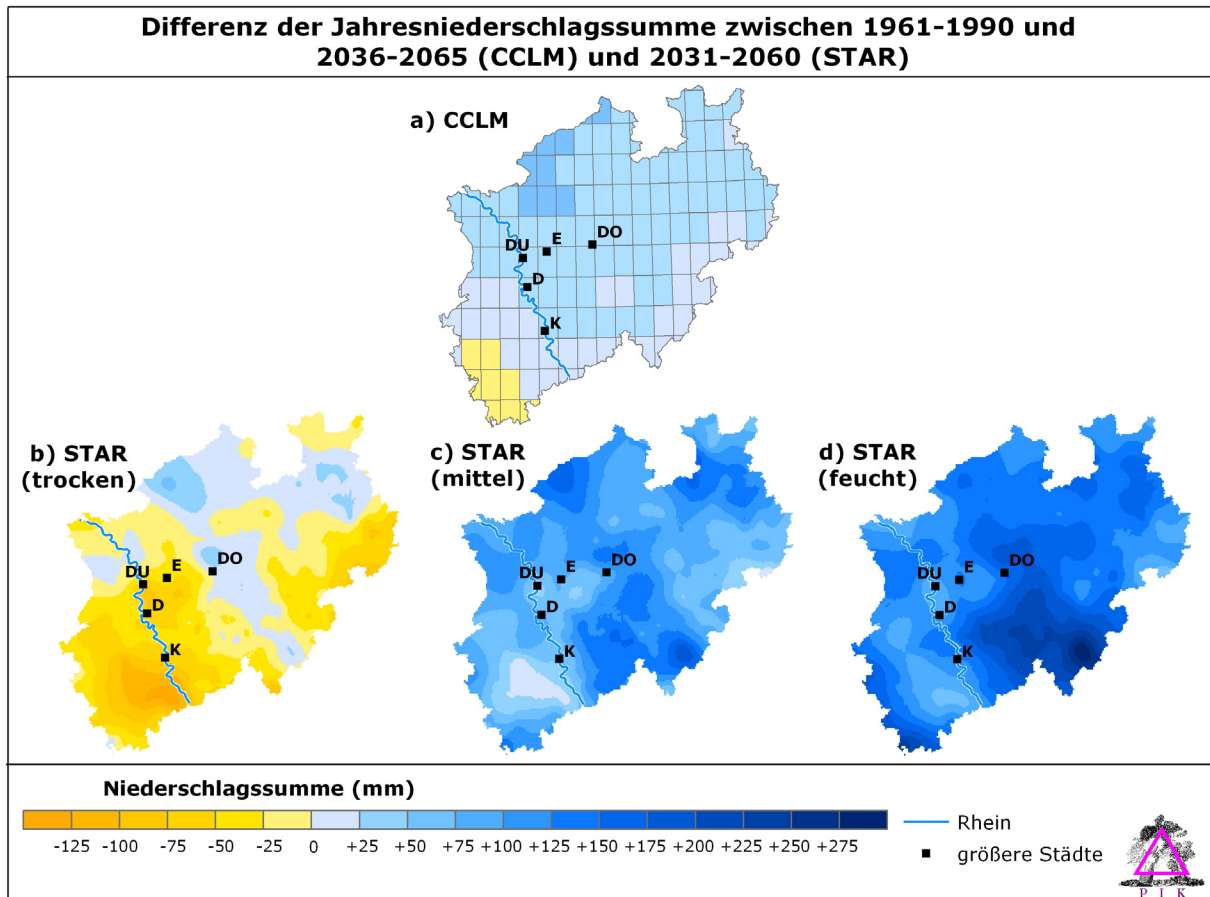 Differenz der Jahresniederschlagssumme zwischen 1961-1990 und
2036-2065 (CCLM) und 2031-2060 (STAR)
a) CCLM
DU
E
DO
D
K
b) STAR
(trocken)
DU
E
DO
D
K
c) STAR
(mittel)
DU
E
DO
D
K
d) STAR
(feucht)
DU
E
DO
D
K
Niederschlagssumme (mm)
-125 -100 -75 -50 -25 0 +25 +50 +75 +100 +125 +150 +175 +200 +225 +250 +275
Rhein
größere Städte
P I K